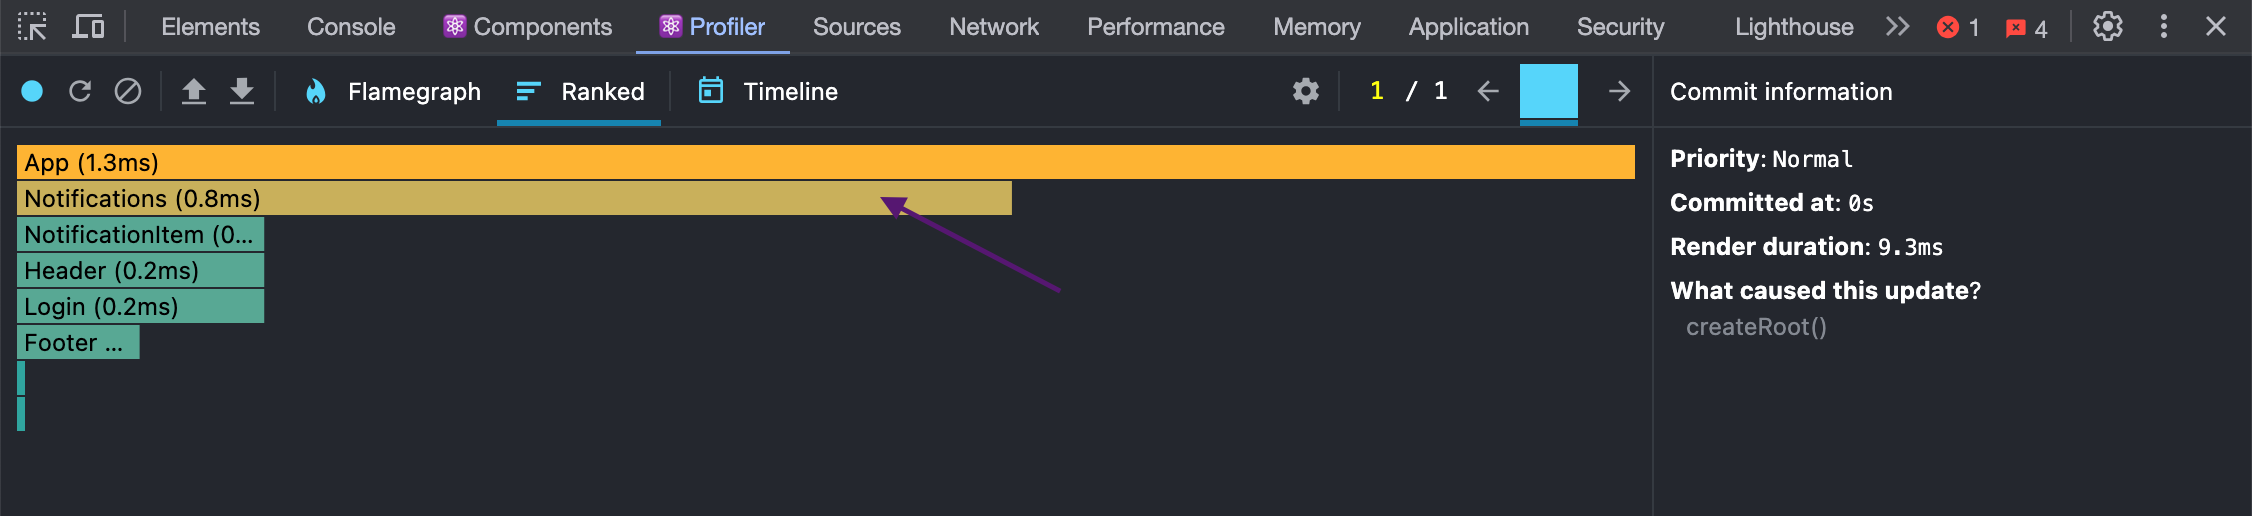 Elements Console Components Profiler Sources Network Performance Memory Application Security Lighthouse 1 4
Flamegraph Ranked Timeline 1 / 1 Commit information
App (1.3ms)
Notifications (0.8ms)
NotificationItem (0...
Header (0.2ms)
Login (0.2ms)
Footer ...
Priority: Normal
Committed at: 0s
Render duration: 9.3ms
What caused this update?
createRoot()